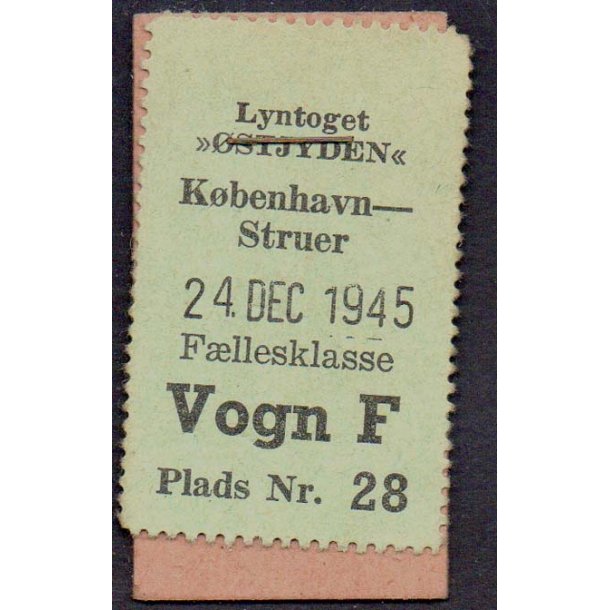 Lyntoget
»ØSTJYDEN«
København—
Struer
24. DEC 1945
Fællesklasse
Vogn F
Plads Nr. 28